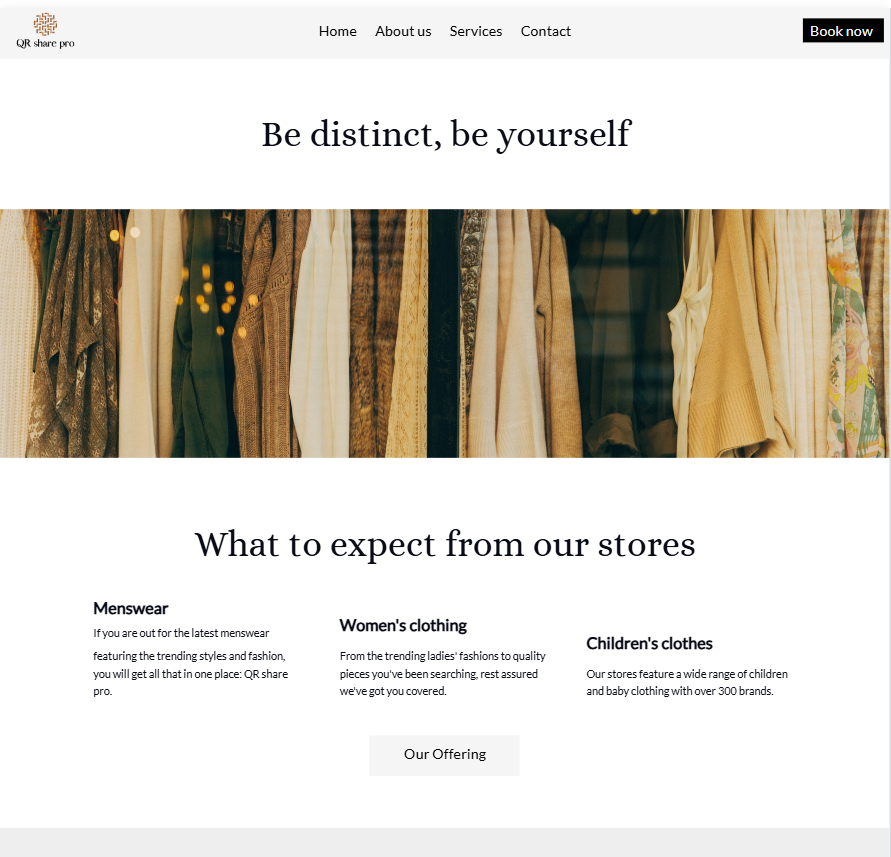 QR share pro
Home
About us
Services
Contact
Book now
Be distinct, be yourself
What to expect from our stores
Menswear
If you are out for the latest menswear
featuring the trending styles and fashion,
you will get all that in one place: QR share
pro.
Women's clothing
From the trending ladies' fashions to quality
pieces you've been searching, rest assured
we've got you covered.
Children's clothes
Our stores feature a wide range of children
and baby clothing with over 300 brands.
Our Offering